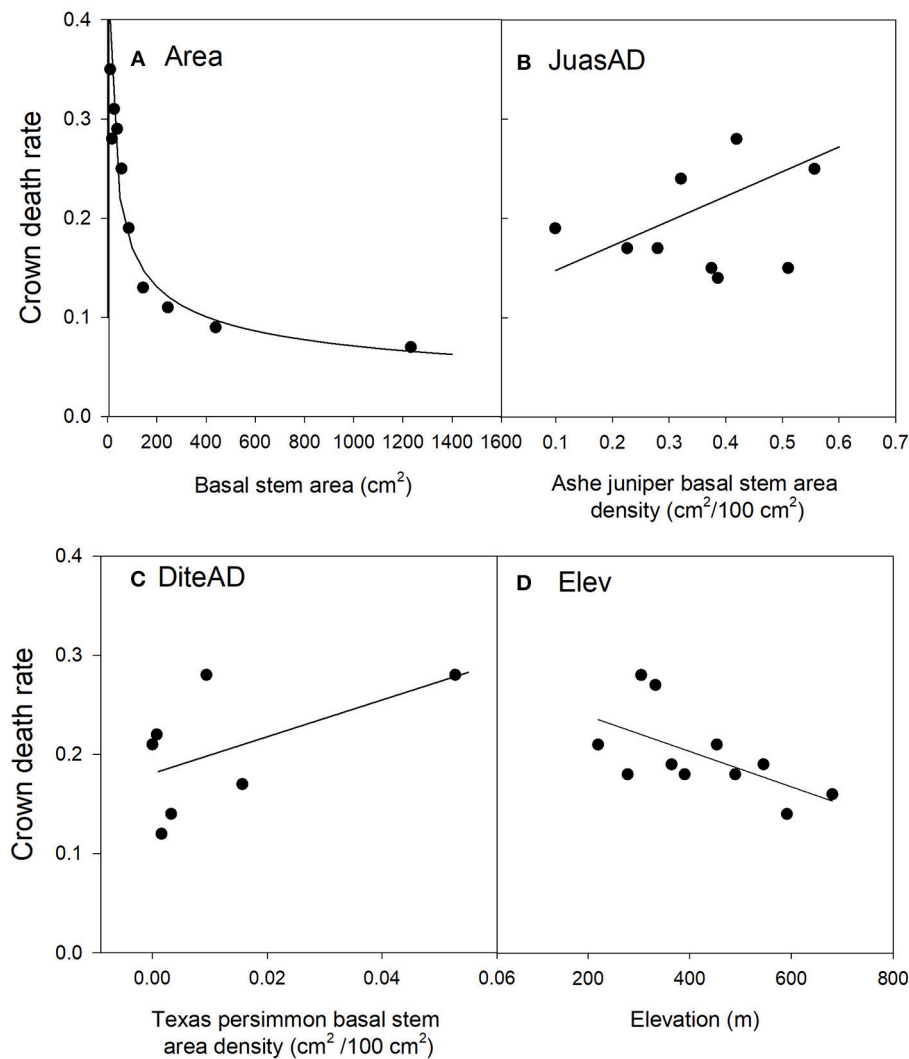 0.4
A Area
B JuasAD
0.3
0.2
0.1
0.0
Crown death rate
0 200 400 600 800 1000 1200 1400 1600
0.1 0.2 0.3 0.4 0.5 0.6 0.7
Basal stem area (cm²)
Ashe juniper basal stem area
density (cm²/100 cm²)
0.4
C DiteAD
D Elev
0.3
0.2
0.1
0.0
Crown death rate
0.00 0.02 0.04 0.06
200 400 600 800
Texas persimmon basal stem
area density (cm² /100 cm²)
Elevation (m)